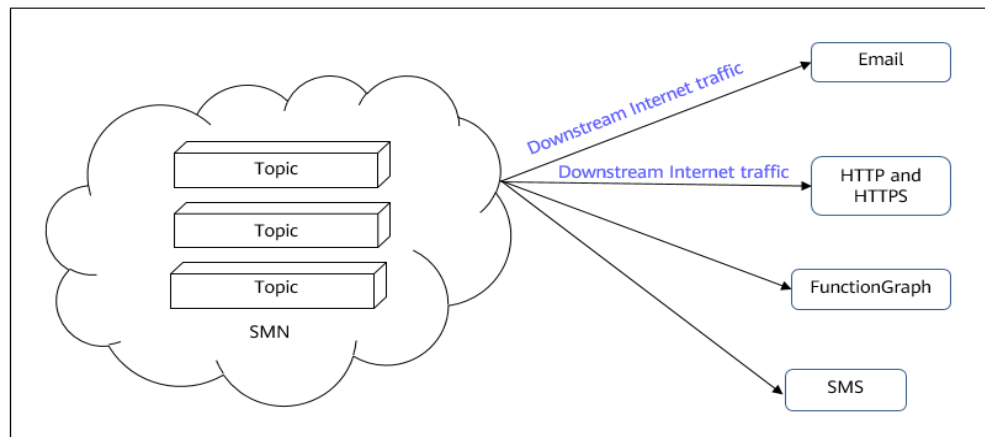 Email
Downstream Internet traffic
Downstream Internet traffic
HTTP and
HTTPS
Topic
Topic
Topic
FunctionGraph
SMN
SMS